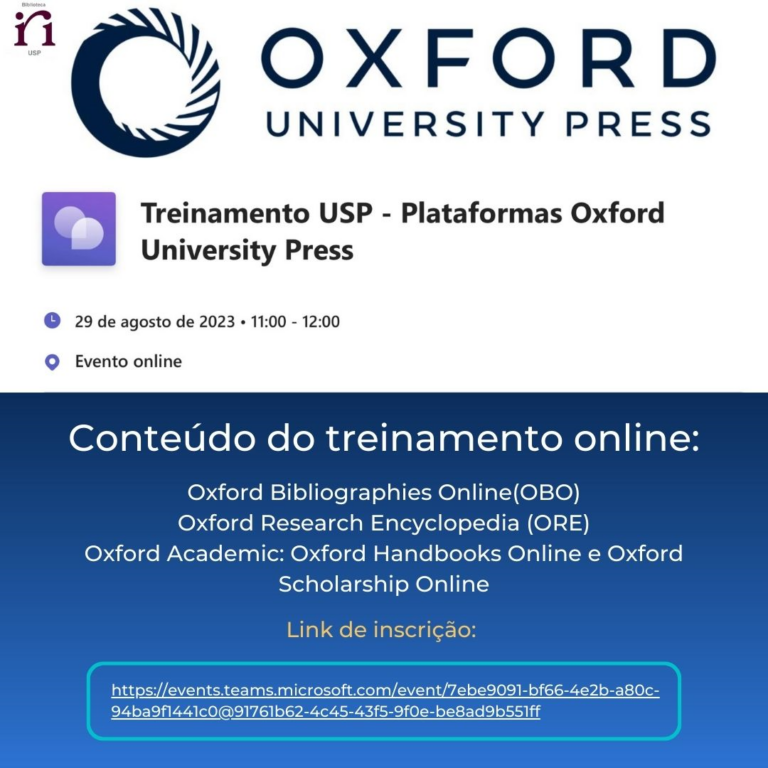 Biblioteca
iri
USP
OXFORD
UNIVERSITY PRESS
Treinamento USP - Plataformas Oxford
University Press
29 de agosto de 2023 • 11:00 - 12:00
Evento online
Conteúdo do treinamento online:
Oxford Bibliographies Online(OBO)
Oxford Research Encyclopedia (ORE)
Oxford Academic: Oxford Handbooks Online e Oxford
Scholarship Online
Link de inscrição:
https://events.teams.microsoft.com/event/7ebe9091-bf66-4e2b-a80c-
94ba9f1441c0@91761b62-4c45-43f5-9f0e-be8ad9b551ff